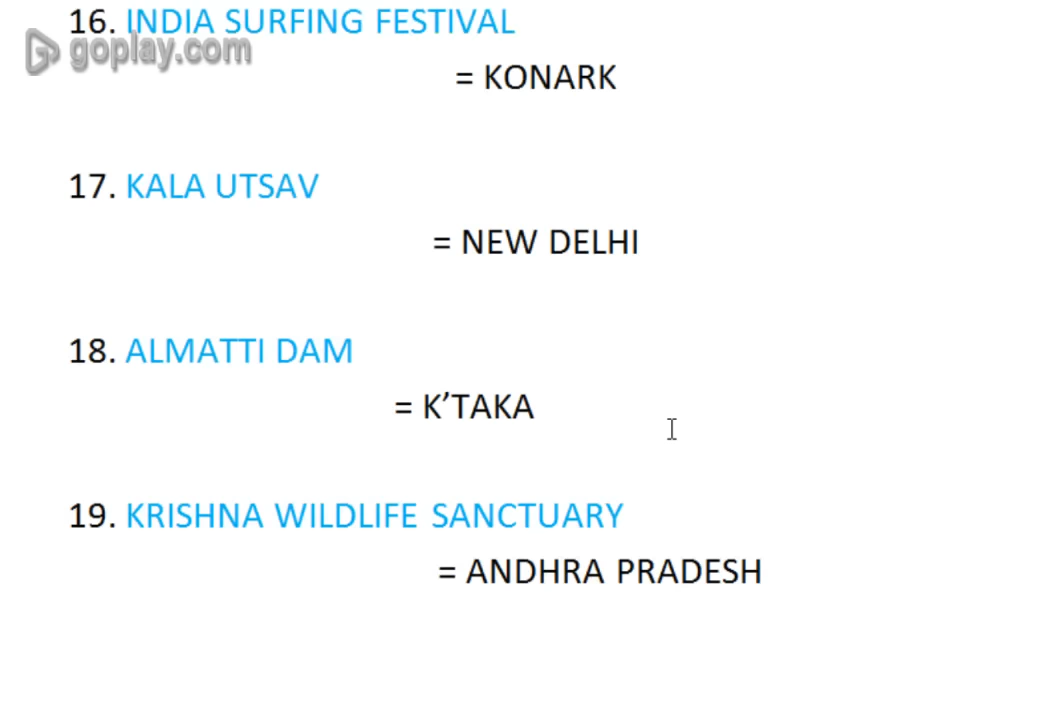 16. INDIA SURFING FESTIVAL
goplay.com
= KONARK
17. KALA UTSAV
= NEW DELHI
18. ALMATTI DAM
= K’TAKA
19. KRISHNA WILDLIFE SANCTUARY
= ANDHRA PRADESH